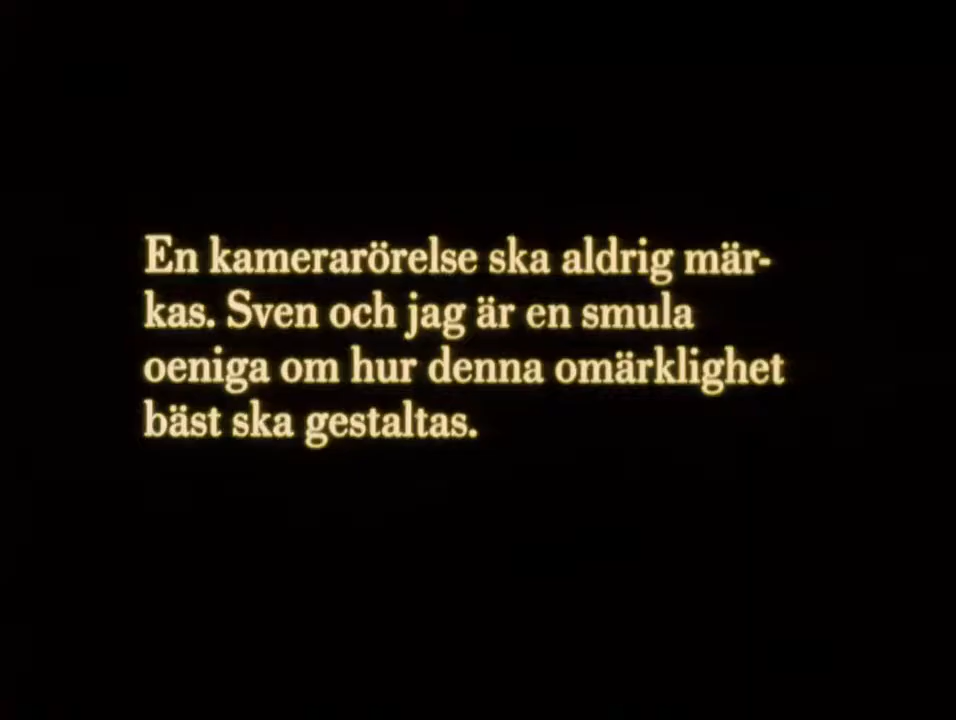 En kamerarörelse ska aldrig mär-
kas. Sven och jag är en smula
oeniga om hur denna omärklighet
bäst ska gestaltas.